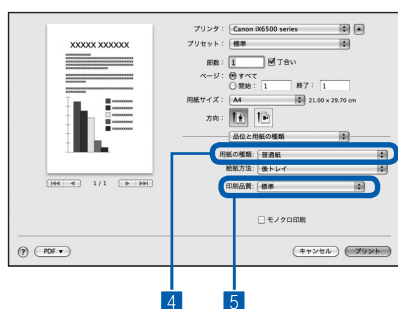 プリンタ： Canon iX6500 series
プリセット： 標準
XXXXX XXXXXX
部数： 1 丁合い
ページ： すべて
開始： 1 終了： 1
用紙サイズ： A4 21.00 x 29.70 cm
方向：
品位と用紙の種類
用紙の種類： 普通紙
給紙方法： 後トレイ
1 / 1
印刷品質： 標準
モノクロ印刷
? PDF キャンセル プリント
4 5